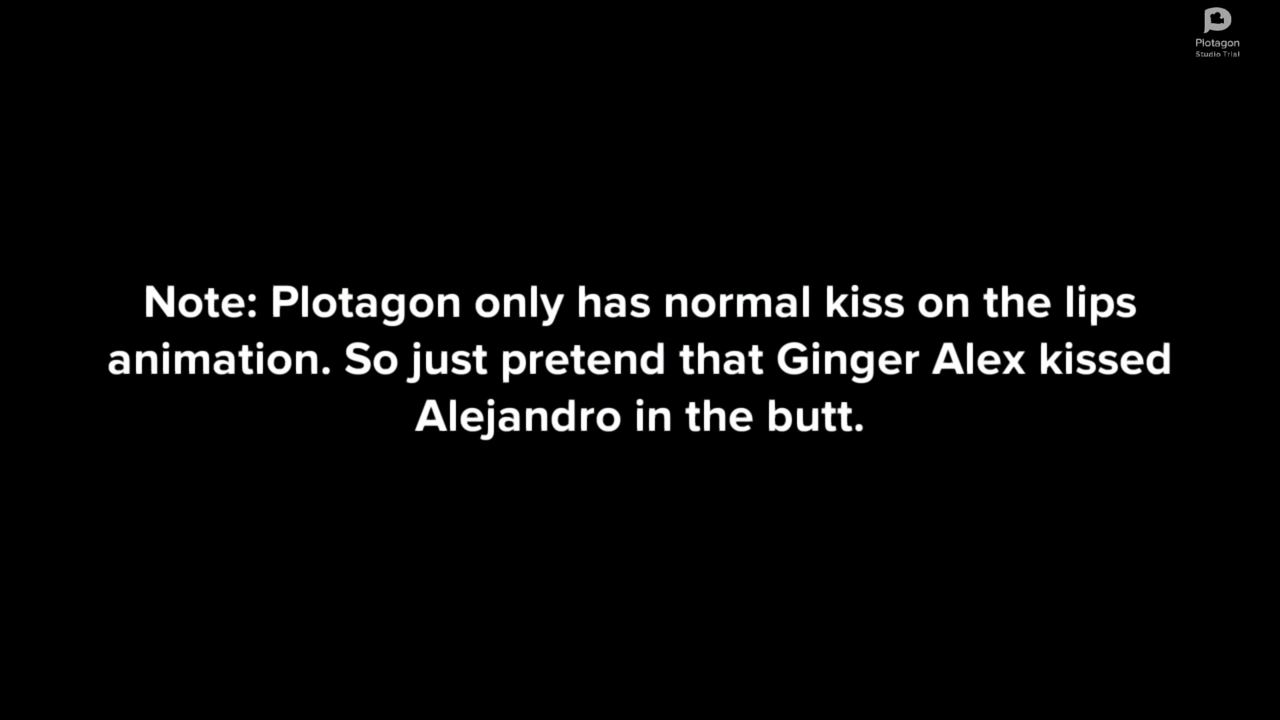 Plotagon
Studio Trial
Note: Plotagon only has normal kiss on the lips
animation. So just pretend that Ginger Alex kissed
Alejandro in the butt.